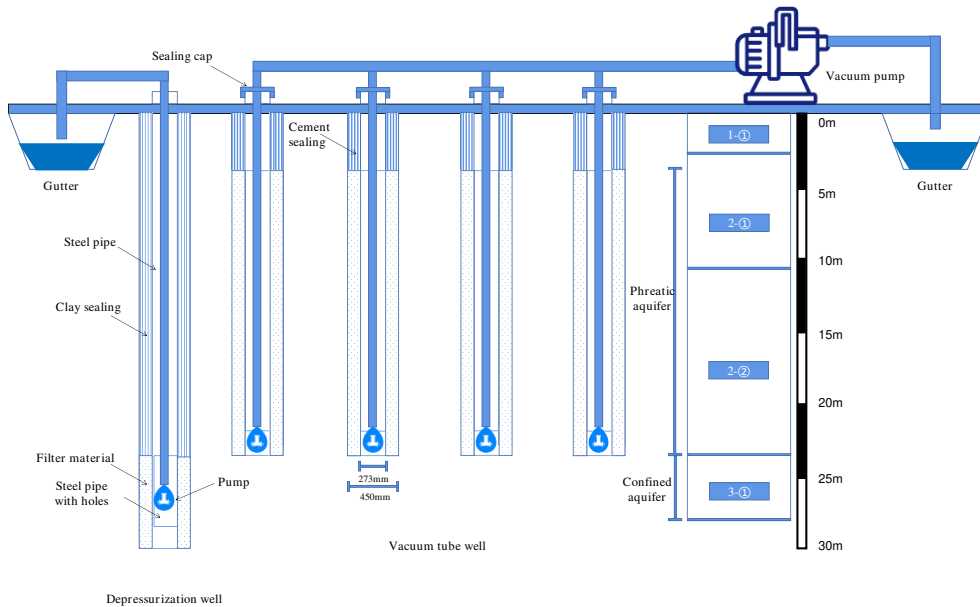 Sealing cap
Vacuum pump
Cement
sealing
0m
1-①
Gutter
Gutter
5m
2-①
Steel pipe
10m
Phreatic
aquifer
Clay sealing
15m
2-②
20m
Filter material
Steel pipe
with holes
Pump
273mm
450mm
Confined
aquifer
25m
3-①
Vacuum tube well
30m
Depressurization well